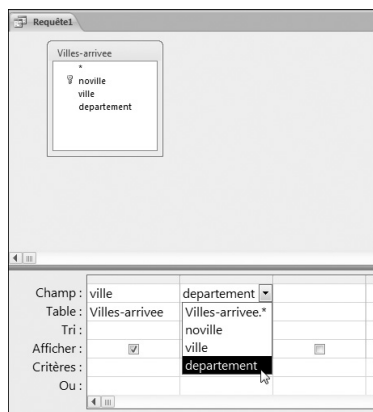 Requête1
Villes-arrivee
*
noville
ville
departement
Champ : ville departement
Table : Villes-arrivee Villes-arrivee.*
Tri : noville
Afficher : ville
Critères : departement
Ou :